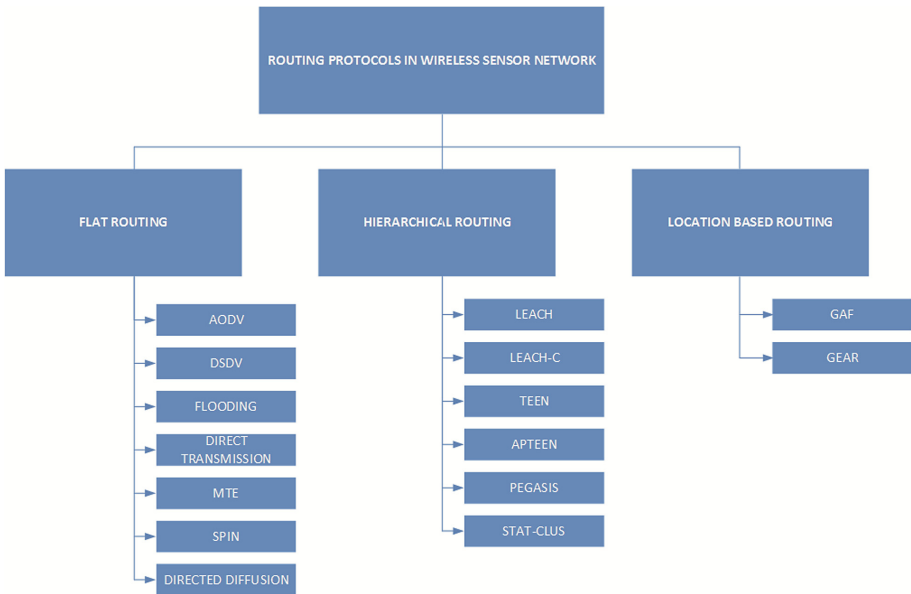 ROUTING PROTOCOLS IN WIRELESS SENSOR NETWORK
FLAT ROUTING
HIERARCHICAL ROUTING
LOCATION BASED ROUTING
AODV
DSDV
FLOODING
DIRECT
TRANSMISSION
MTE
SPIN
DIRECTED DIFFUSION
LEACH
LEACH-C
TEEN
APTEEN
PEGASIS
STAT-CLUS
GAF
GEAR